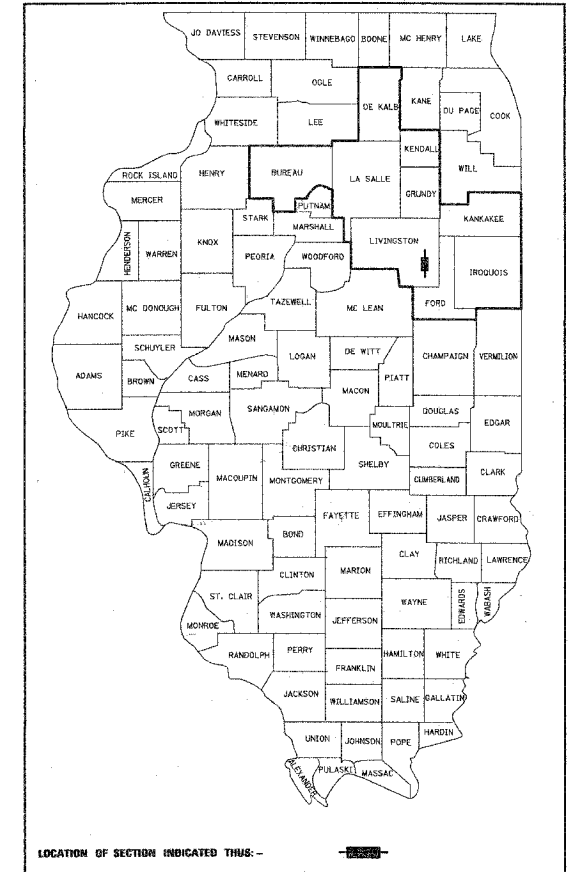 JO DAVIESS STEVENSON WINNEBAGO BOONE MC HENRY LAKE
CARROLL OGLE DE KALB KANE DU PAGE COOK
WHITESIDE LEE KENDALL WILL
ROCK ISLAND HENRY BUREAU LA SALLE GRUNDY
MERCER PUTNAM KANKAKEE
STARK MARSHALL
HENDERSON WARREN KNOX PEORIA WOODFORD LIVINGSTON IROQUOIS
FORD
HANCOCK MC DONOUGH FULTON TAZEWELL MC LEAN
SCHUYLER MASON LOGAN DE WITT CHAMPAIGN VERMILION
ADAMS BROWN CASS MENARD MACON PIATT
PIKE SCOTT MORGAN SANGAMON MOULTRIE DOUGLAS EDGAR
CHRISTIAN COLES
CALHOUN GREENE MACOUPIN MONTGOMERY SHELBY CUMBERLAND CLARK
JERSEY FAYETTE EFFINGHAM JASPER CRAWFORD
MADISON BOND CLAY RICHLAND LAWRENCE
CLINTON MARION
ST. CLAIR WAYNE EDWARDS WABASH
MONROE WASHINGTON JEFFERSON
RANDOLPH PERRY HAMILTON WHITE
FRANKLIN
JACKSON WILLIAMSON SALINE GALLATIN
UNION JOHNSON POPE HARDIN
ALEXANDER PULASKI MASSAC
LOCATION OF SECTION INDICATED THUS: -